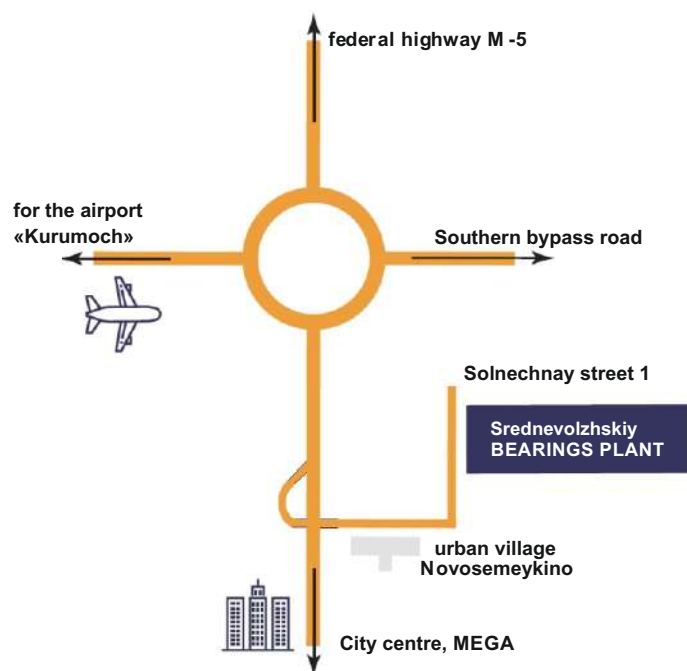 federal highway M -5
for the airport
«Kurumoch»
Southern bypass road
Solnechnay street 1
Srednevolzhskiy
BEARINGS PLANT
urban village
Novosemeykino
City centre, MEGA